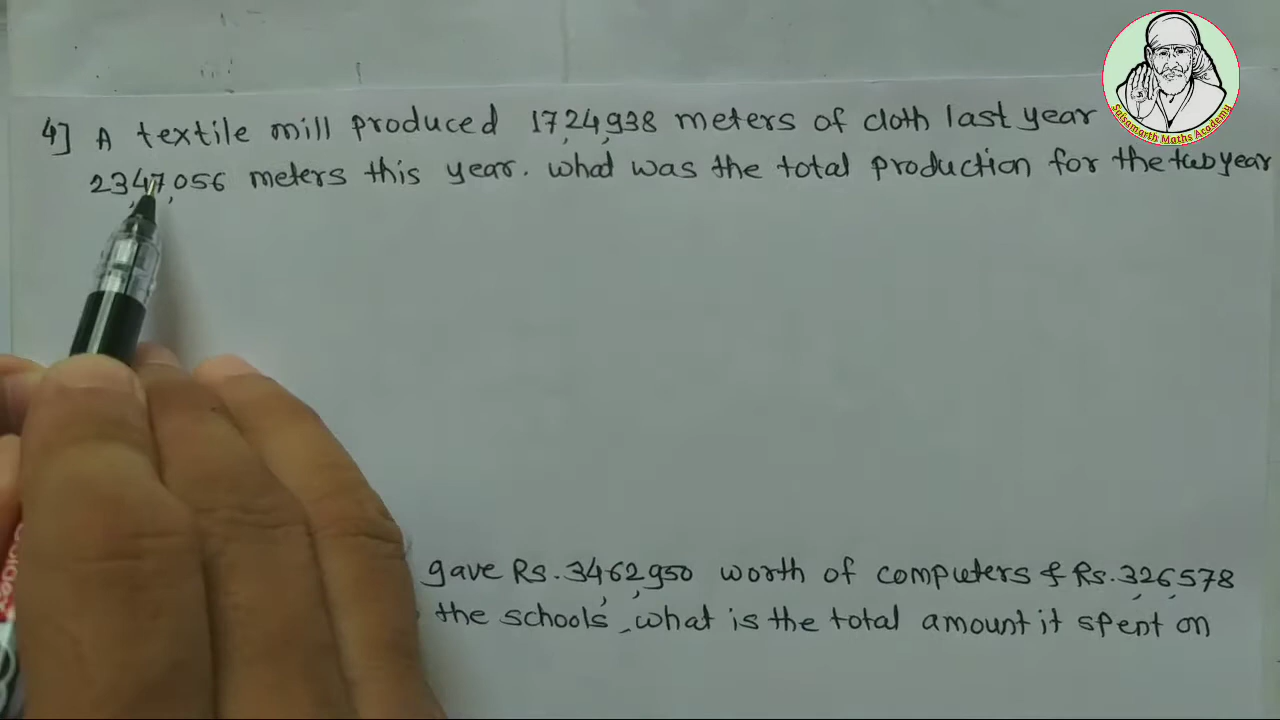 4] A textile mill produced 17,24,938 meters of cloth last year
23,47,056 meters this year. what was the total production for the two year
gave Rs. 34,62,950 worth of computers & Rs. 3,26,578
the schools, what is the total amount it spent on
Saisamarth Maths Academy